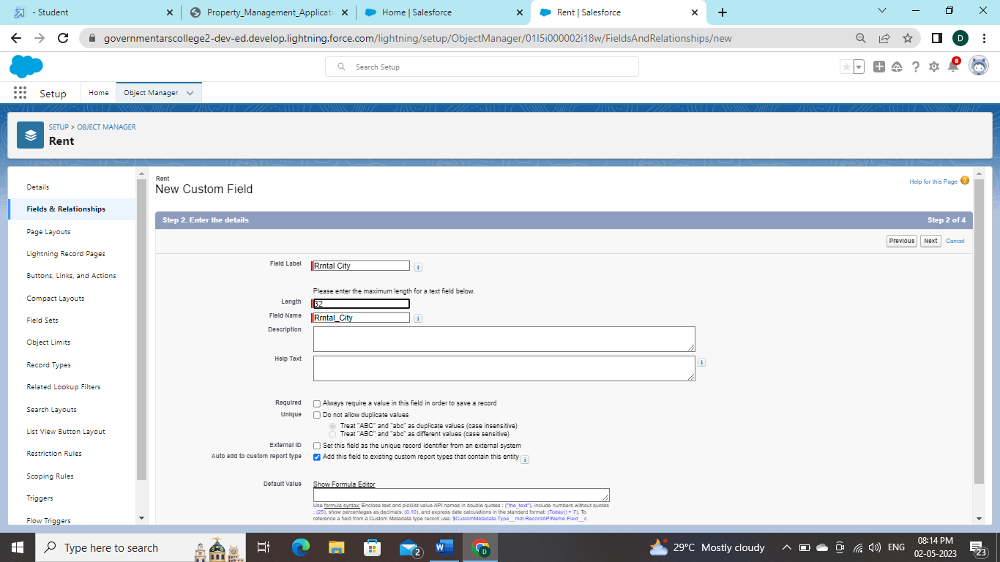 - Student
Property_Management_Applicati
Home | Salesforce
Rent | Salesforce
governmentarscollege2-dev-ed.develop.lightning.force.com/lightning/setup/ObjectManager/01I5i000002i18w/FieldsAndRelationships/new
D
Search Setup
8
Setup
Home
Object Manager
SETUP > OBJECT MANAGER
Rent
Details
Fields & Relationships
Page Layouts
Lightning Record Pages
Buttons, Links, and Actions
Compact Layouts
Field Sets
Object Limits
Record Types
Related Lookup Filters
Search Layouts
List View Button Layout
Restriction Rules
Scoping Rules
Triggers
Flow Triggers
Rent
New Custom Field
Help for this Page
Step 2. Enter the details
Step 2 of 4
Previous Next Cancel
Field Label Rrntal City
Please enter the maximum length for a text field below.
Length 32
Field Name Rrntal_City
Description
Help Text
Required Always require a value in this field in order to save a record
Unique Do not allow duplicate values
Treat "ABC" and "abc" as duplicate values (case insensitive)
Treat "ABC" and "abc" as different values (case sensitive)
External ID Set this field as the unique record identifier from an external system
Auto add to custom report type Add this field to existing custom report types that contain this entity
Default Value Show Formula Editor
Use formula syntax: Enclose text and picklist value API names in double quotes : ("the_text"), include numbers without quotes
: (25), show percentages as decimals: (0.10), and express date calculations in the standard format: (Today() + 7), To
reference a field from a Custom Metadata type record use: $CustomMetadata.Type__mdt.RecordAPIName.Field__c
Type here to search
2
D
29°C Mostly cloudy
ENG
08:14 PM
02-05-2023
23